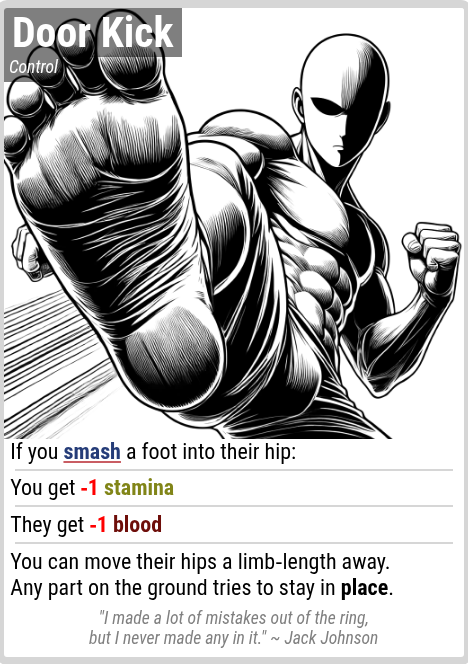 Door Kick
Control
If you smash a foot into their hip:
You get -1 stamina
They get -1 blood
You can move their hips a limb-length away.
Any part on the ground tries to stay in place.
"I made a lot of mistakes out of the ring,
but I never made any in it." ~ Jack Johnson